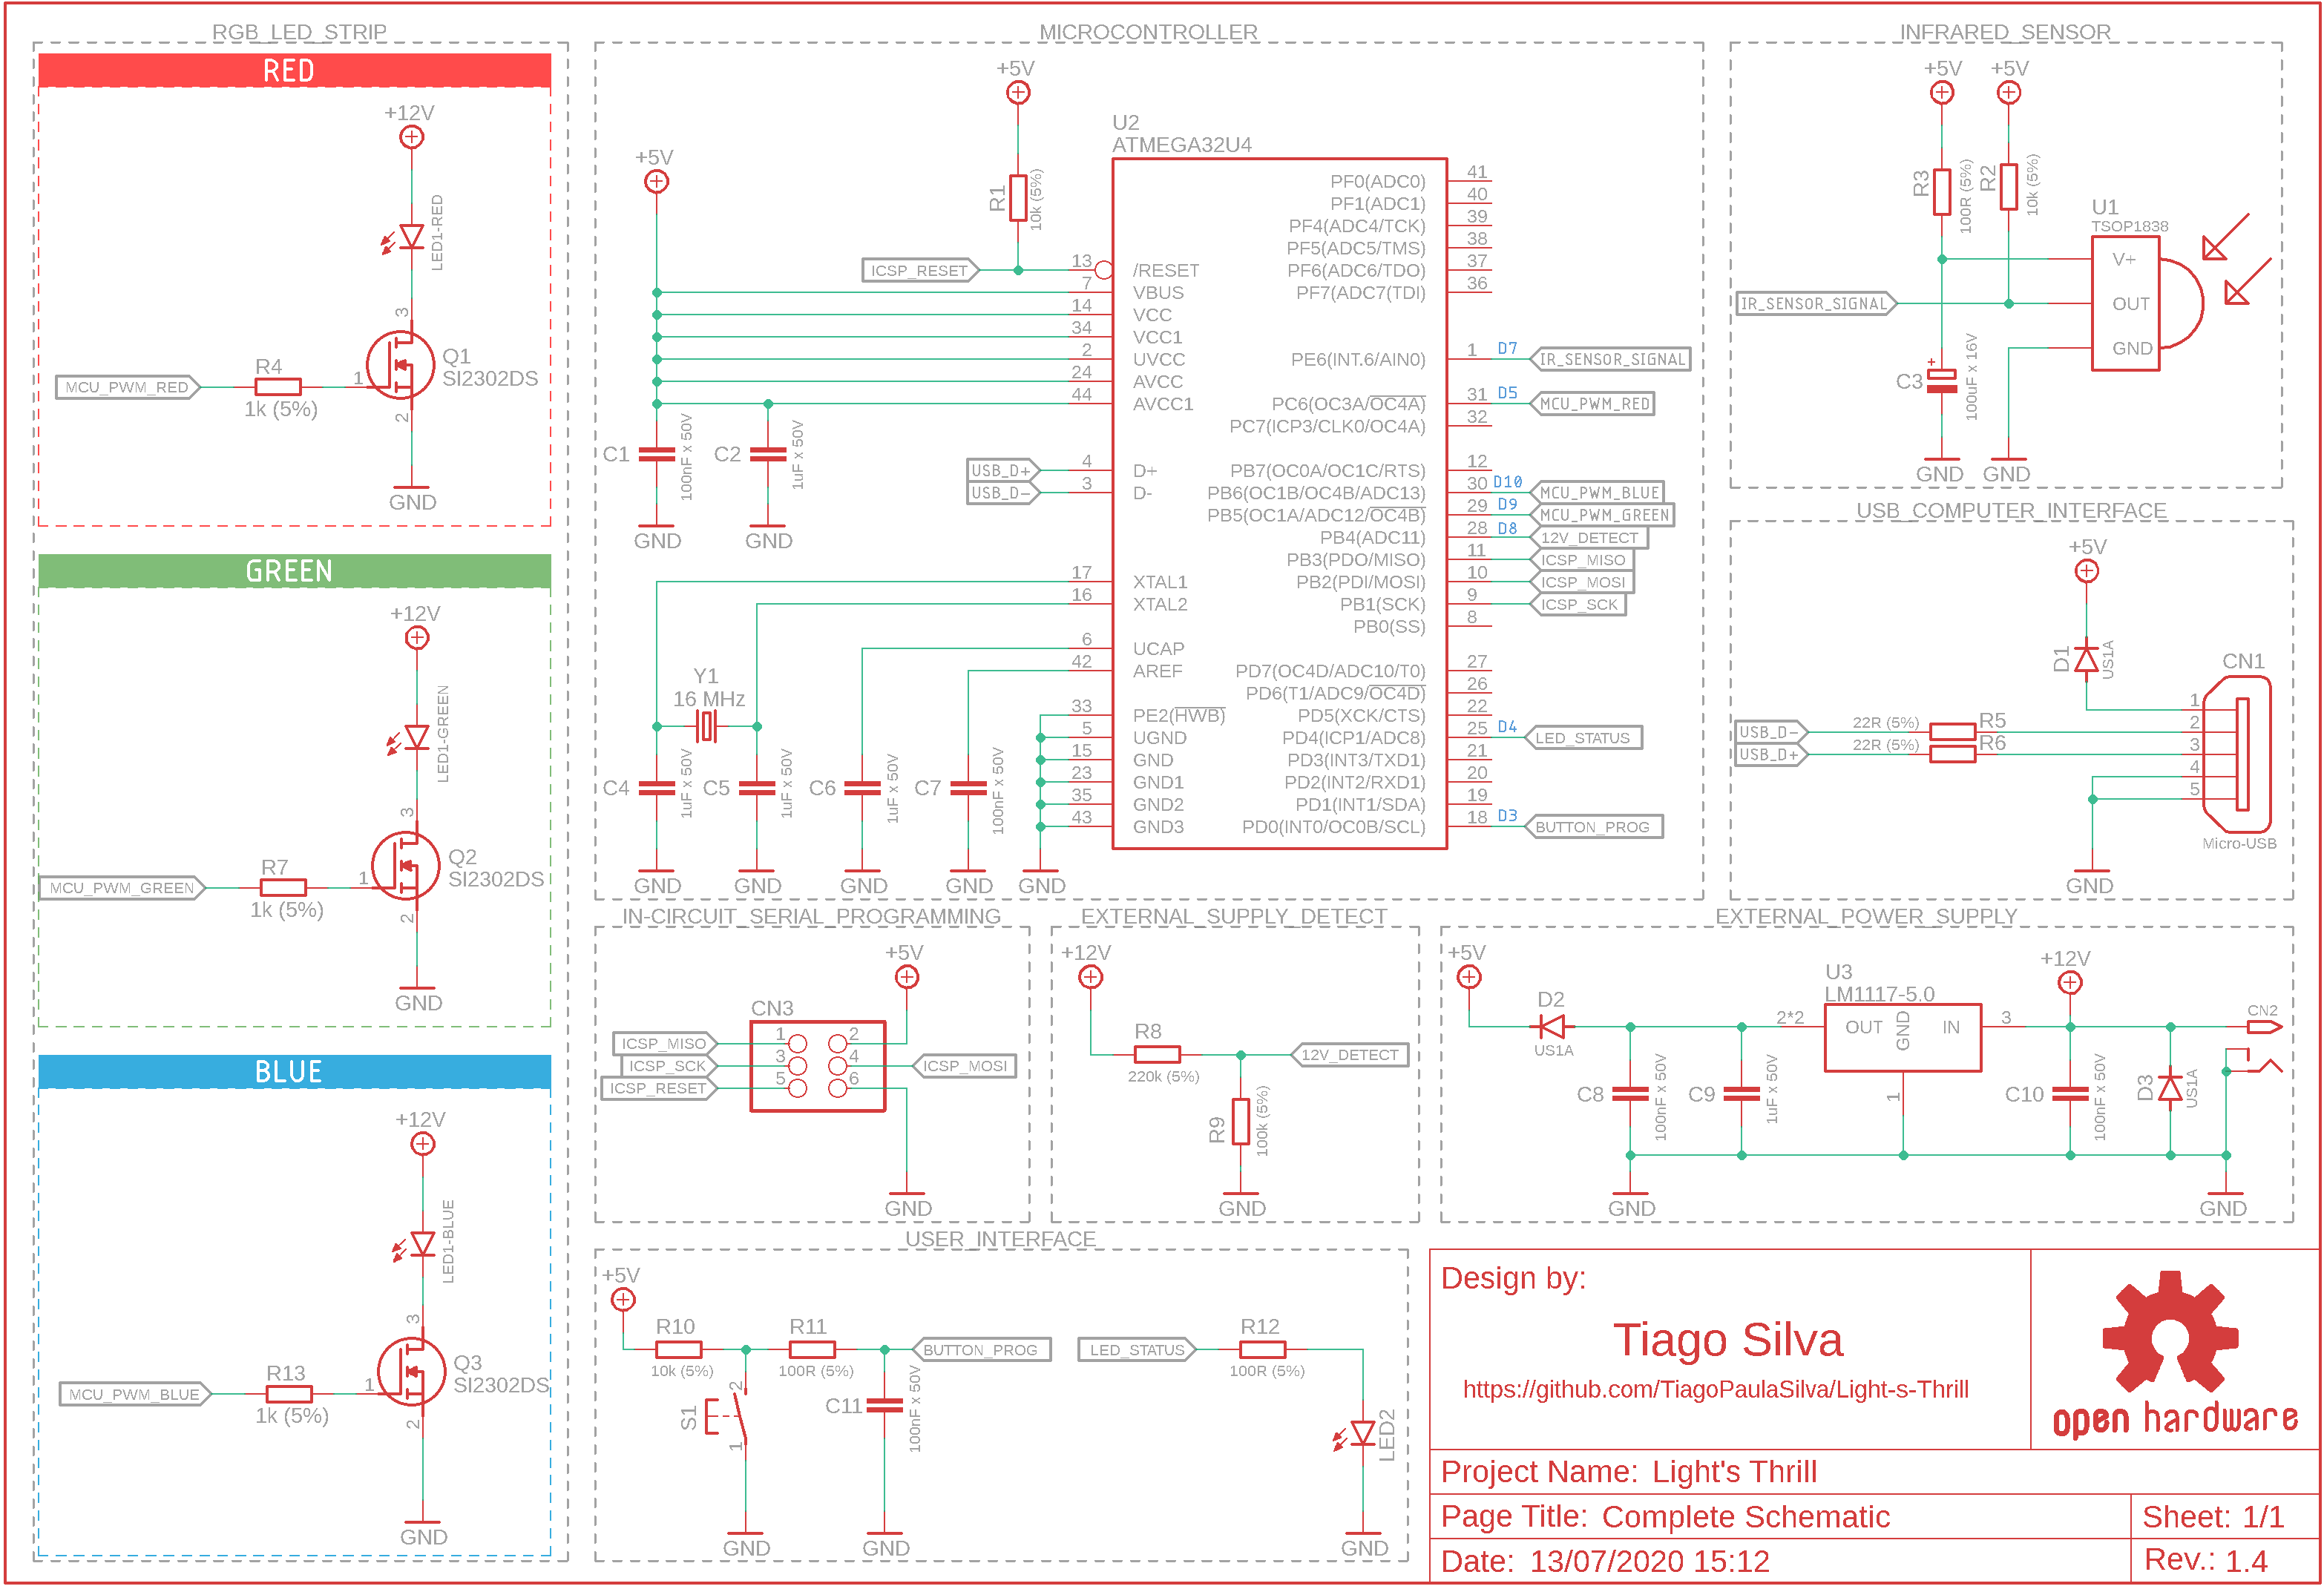 RGB_LED_STRIP
RED
+12V
LED1-RED
3
Q1
SI2302DS
MCU_PWM_RED
R4
1k (5%)
1
2
GND
GREEN
+12V
LED1-GREEN
3
Q2
SI2302DS
MCU_PWM_GREEN
R7
1k (5%)
1
2
GND
BLUE
+12V
LED1-BLUE
3
Q3
SI2302DS
MCU_PWM_BLUE
R13
1k (5%)
1
2
GND
MICROCONTROLLER
+5V
+5V
R1
10k (5%)
ICSP_RESET
U2
ATMEGA32U4
13 /RESET
7 VBUS
14 VCC
34 VCC1
2 UVCC
24 AVCC
44 AVCC1
4 D+
3 D-
17 XTAL1
16 XTAL2
6 UCAP
42 AREF
33 PE2(HWB)
5 UGND
15 GND
23 GND1
35 GND2
43 GND3
PF0(ADC0) 41
PF1(ADC1) 40
PF4(ADC4/TCK) 39
PF5(ADC5/TMS) 38
PF6(ADC6/TDO) 37
PF7(ADC7(TDI) 36
PE6(INT.6/AIN0) 1 D7 IR_SENSOR_SIGNAL
PC6(OC3A/OC4A) 31 D5 MCU_PWM_RED
PC7(ICP3/CLK0/OC4A) 32
PB7(OC0A/OC1C/RTS) 12
PB6(OC1B/OC4B/ADC13) 30 D10 MCU_PWM_BLUE
PB5(OC1A/ADC12/OC4B) 29 D9 MCU_PWM_GREEN
PB4(ADC11) 28 D8 12V_DETECT
PB3(PDO/MISO) 11 ICSP_MISO
PB2(PDI/MOSI) 10 ICSP_MOSI
PB1(SCK) 9 ICSP_SCK
PB0(SS) 8
PD7(OC4D/ADC10/T0) 27
PD6(T1/ADC9/OC4D) 26
PD5(XCK/CTS) 22
PD4(ICP1/ADC8) 25 D4 LED_STATUS
PD3(INT3/TXD1) 21
PD2(INT2/RXD1) 20
PD1(INT1/SDA) 19
PD0(INT0/OC0B/SCL) 18 D3 BUTTON_PROG
C1
100nF x 50V
C2
1uF x 50V
GND
GND
USB_D+
USB_D-
Y1
16 MHz
C4
1uF x 50V
C5
1uF x 50V
C6
1uF x 50V
C7
100nF x 50V
GND
GND
GND
GND
GND
INFRARED_SENSOR
+5V
+5V
R3
100R (5%)
R2
10k (5%)
U1
TSOP1838
V+
OUT
GND
IR_SENSOR_SIGNAL
+
C3
100uF x 16V
GND
GND
USB_COMPUTER_INTERFACE
+5V
D1
US1A
CN1
1
2
3
4
5
USB_D-
22R (5%)
R5
USB_D+
22R (5%)
R6
Micro-USB
GND
IN-CIRCUIT_SERIAL_PROGRAMMING
+5V
CN3
ICSP_MISO
1
2
ICSP_SCK
3
4
ICSP_MOSI
ICSP_RESET
5
6
GND
EXTERNAL_SUPPLY_DETECT
+12V
R8
220k (5%)
12V_DETECT
R9
100k (5%)
GND
EXTERNAL_POWER_SUPPLY
+5V
D2
US1A
2*2
U3
LM1117-5.0
OUT
GND
IN
3
1
+12V
CN2
C8
100nF x 50V
C9
1uF x 50V
C10
100nF x 50V
D3
US1A
GND
GND
USER_INTERFACE
+5V
R10
10k (5%)
R11
100R (5%)
BUTTON_PROG
S1
2
1
C11
100nF x 50V
GND
GND
LED_STATUS
R12
100R (5%)
LED2
GND
Design by:
Tiago Silva
https://github.com/TiagoPaulaSilva/Light-s-Thrill
open hardware
Project Name: Light's Thrill
Page Title: Complete Schematic
Sheet: 1/1
Date: 13/07/2020 15:12
Rev.: 1.4